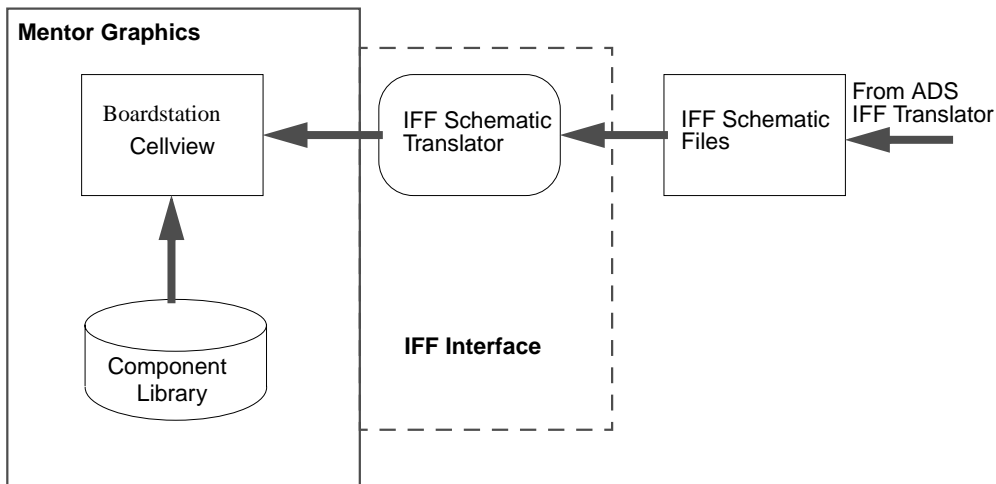 Mentor Graphics
Boardstation
Cellview
IFF Schematic
Translator
IFF Schematic
Files
From ADS
IFF Translator
Component
Library
IFF Interface